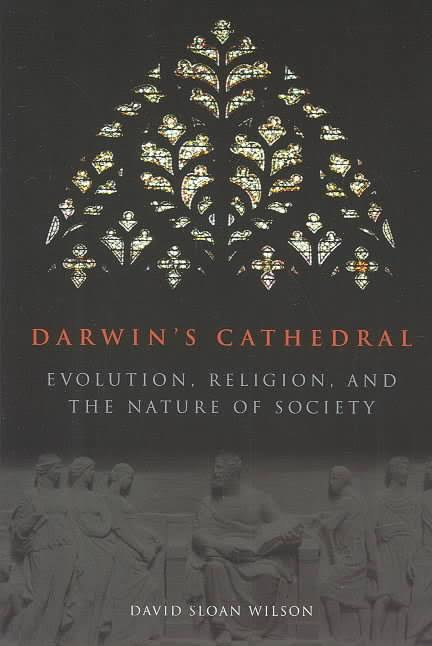 DARWIN'S CATHEDRAL
EVOLUTION, RELIGION, AND
THE NATURE OF SOCIETY
DAVID SLOAN WILSON